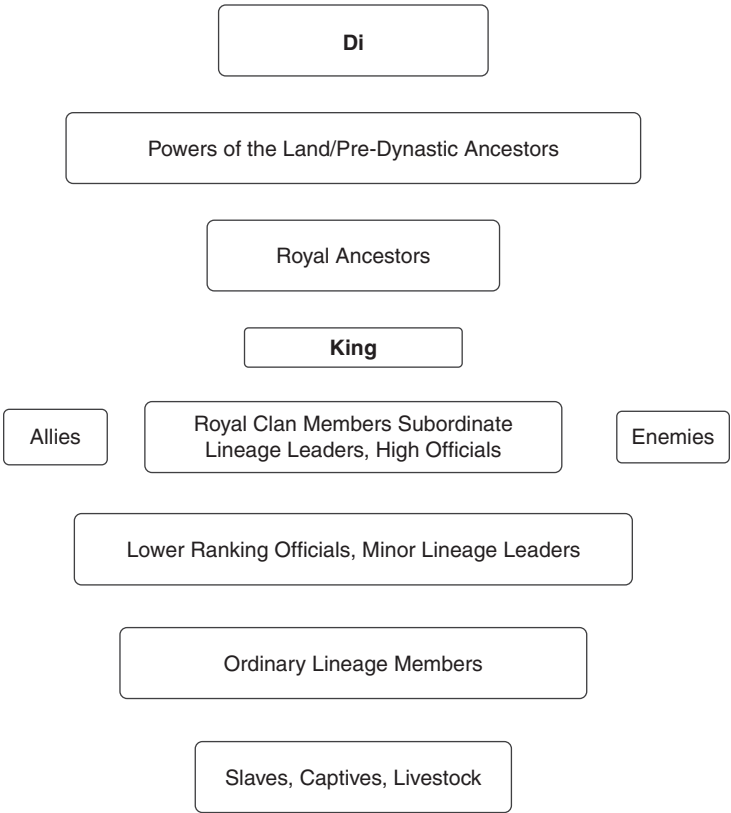 Di
Powers of the Land/Pre-Dynastic Ancestors
Royal Ancestors
King
Allies
Royal Clan Members Subordinate
Lineage Leaders, High Officials
Enemies
Lower Ranking Officials, Minor Lineage Leaders
Ordinary Lineage Members
Slaves, Captives, Livestock